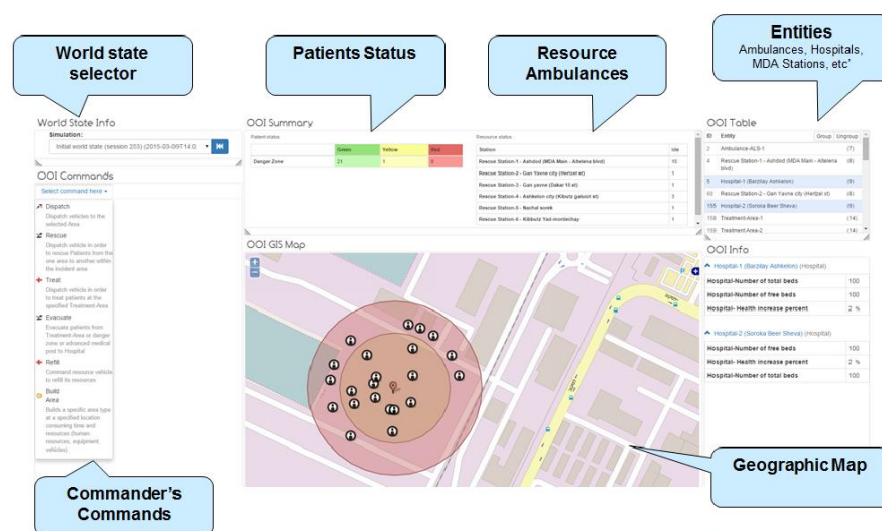 World state
selector
Patients Status
Resource
Ambulances
Entities
Ambulances, Hospitals,
MDA Stations, etc*
World State Info
Simulation:
Initial world state (session 203) (2015-03-09T14:0
OOI Commands
Select command here
Dispatch
Dispatch vehicles to the
selected Area
Rescue
Dispatch vehicle in order
to rescue Patients from the
one area to another within
the incident area
Treat
Dispatch vehicle in order
to treat patients at the
specified Treatment-Area
Evacuate
Evacuate patients from
Treatment-Area or danger
zone or advanced medical
post to Hospital
Refill
Command resource vehicle
to refill its resources
Build
Area
Builds a specific area type
at a specified location
consuming time and
resources (human
resources, equipment,
vehicles)
Commander's
Commands
OOI Summary
Patient status
Green Yellow Red
Danger Zone 21 1 0
Resource status
Station Idle
Rescue Station-1 - Ashdod (MDA Main - Altelena blvd) 10
Rescue Station-2 - Gan Yavne city (Hertzel st) 1
Rescue Station-3 - Gan yavne (Dakar 10 st) 1
Rescue Station-4 - Ashkelon city (Kibutz galuiot st) 3
Rescue Station-5 - Nachal sorek 1
Rescue Station-6 - Kibbutz Yad-mordechay 1
OOI GIS Map
+
−
OOI Table
ID Entity Group Ungroup
2 Ambulance-ALS-1 (7)
4 Rescue Station-1 - Ashdod (MDA Main - Altelena (8)
blvd)
5 Hospital-1 (Barzilay Ashkelon) (9)
60 Rescue Station-2 - Gan Yavne city (Hertzel st) (8)
155 Hospital-2 (Soroka Beer Sheva) (9)
158 Treatment-Area-1 (14)
159 Treatment-Area-2 (14)
OOI Info
Hospital-1 (Barzilay Ashkelon) (Hospital)
Hospital-Number of total beds 100
Hospital-Number of free beds 100
Hospital- Health increase percent 2 %
Hospital-2 (Soroka Beer Sheva) (Hospital)
Hospital-Number of free beds 100
Hospital- Health increase percent 2 %
Hospital-Number of total beds 100
Geographic Map